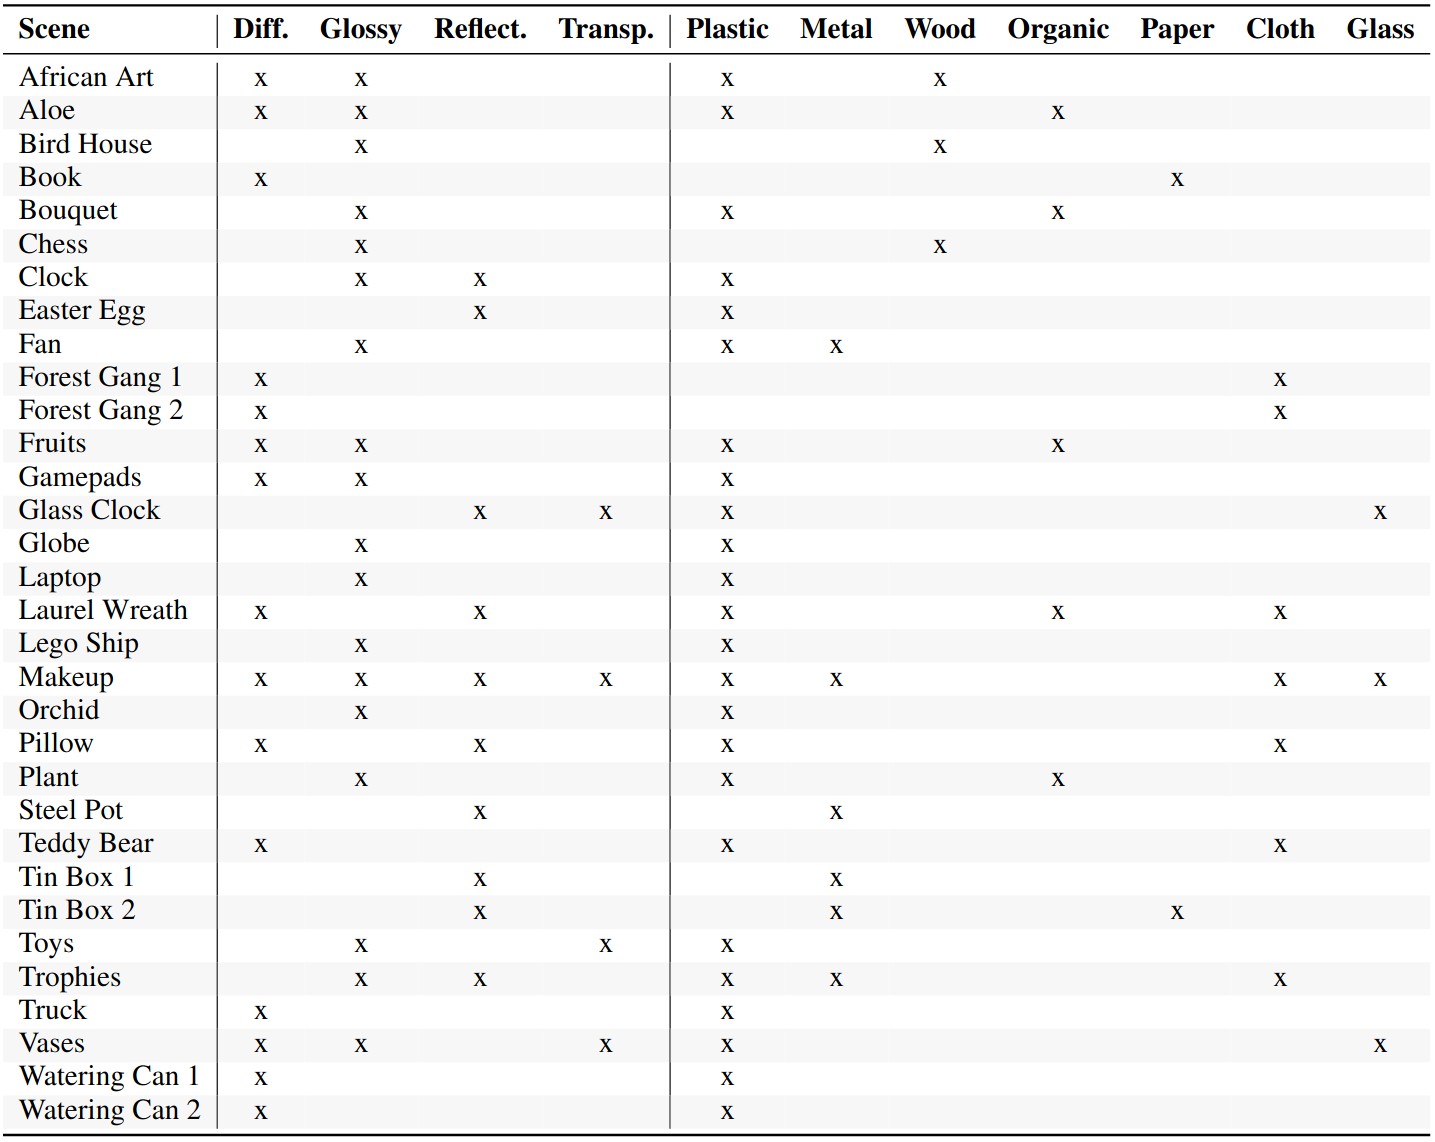 Scene Diff. Glossy Reflect. Transp. Plastic Metal Wood Organic Paper Cloth Glass
African Art x x x x
Aloe x x x x
Bird House x x
Book x x
Bouquet x x x
Chess x x
Clock x x x
Easter Egg x x
Fan x x x
Forest Gang 1 x x
Forest Gang 2 x x
Fruits x x x x
Gamepads x x x
Glass Clock x x x x
Globe x x
Laptop x x
Laurel Wreath x x x x x
Lego Ship x x
Makeup x x x x x x x x
Orchid x x
Pillow x x x x
Plant x x x
Steel Pot x x
Teddy Bear x x x
Tin Box 1 x x
Tin Box 2 x x x
Toys x x x
Trophies x x x x x
Truck x x
Vases x x x x x
Watering Can 1 x x
Watering Can 2 x x